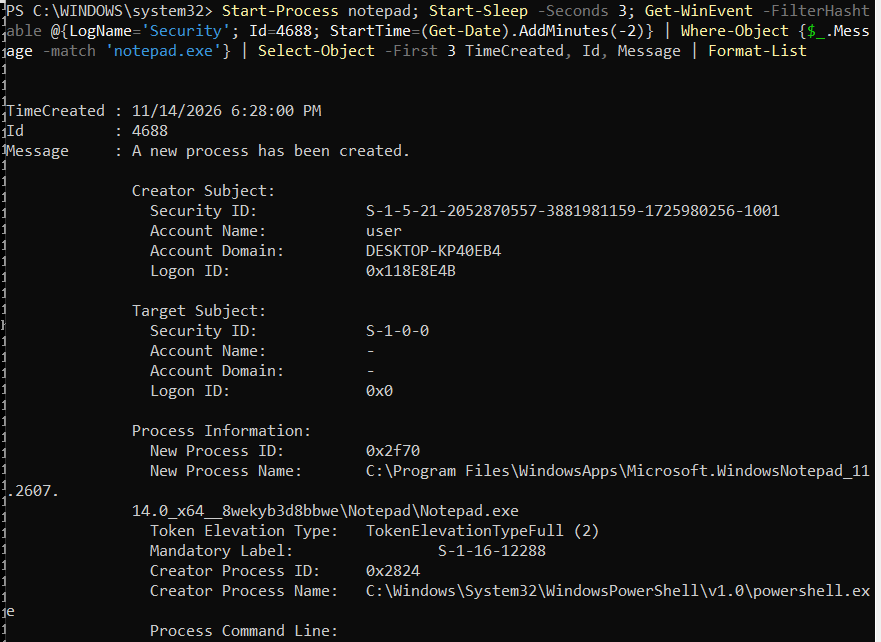 PS C:\WINDOWS\system32> Start-Process notepad; Start-Sleep -Seconds 3; Get-WinEvent -FilterHasht
able @{LogName='Security'; Id=4688; StartTime=(Get-Date).AddMinutes(-2)} | Where-Object {$_.Mess
age -match 'notepad.exe'} | Select-Object -First 3 TimeCreated, Id, Message | Format-List
TimeCreated : 11/14/2026 6:28:00 PM
Id          : 4688
Message     : A new process has been created.
              Creator Subject:
                Security ID:            S-1-5-21-2052870557-3881981159-1725980256-1001
                Account Name:           user
                Account Domain:         DESKTOP-KP40EB4
                Logon ID:               0x118E8E4B
              Target Subject:
                Security ID:            S-1-0-0
                Account Name:           -
                Account Domain:         -
                Logon ID:               0x0
              Process Information:
                New Process ID:         0x2f70
                New Process Name:       C:\Program Files\WindowsApps\Microsoft.WindowsNotepad_11
.2607.
              14.0_x64__8wekyb3d8bbwe\Notepad\Notepad.exe
                Token Elevation Type:   TokenElevationTypeFull (2)
                Mandatory Label:                S-1-16-12288
                Creator Process ID:     0x2824
                Creator Process Name:   C:\Windows\System32\WindowsPowerShell\v1.0\powershell.ex
e
                Process Command Line: